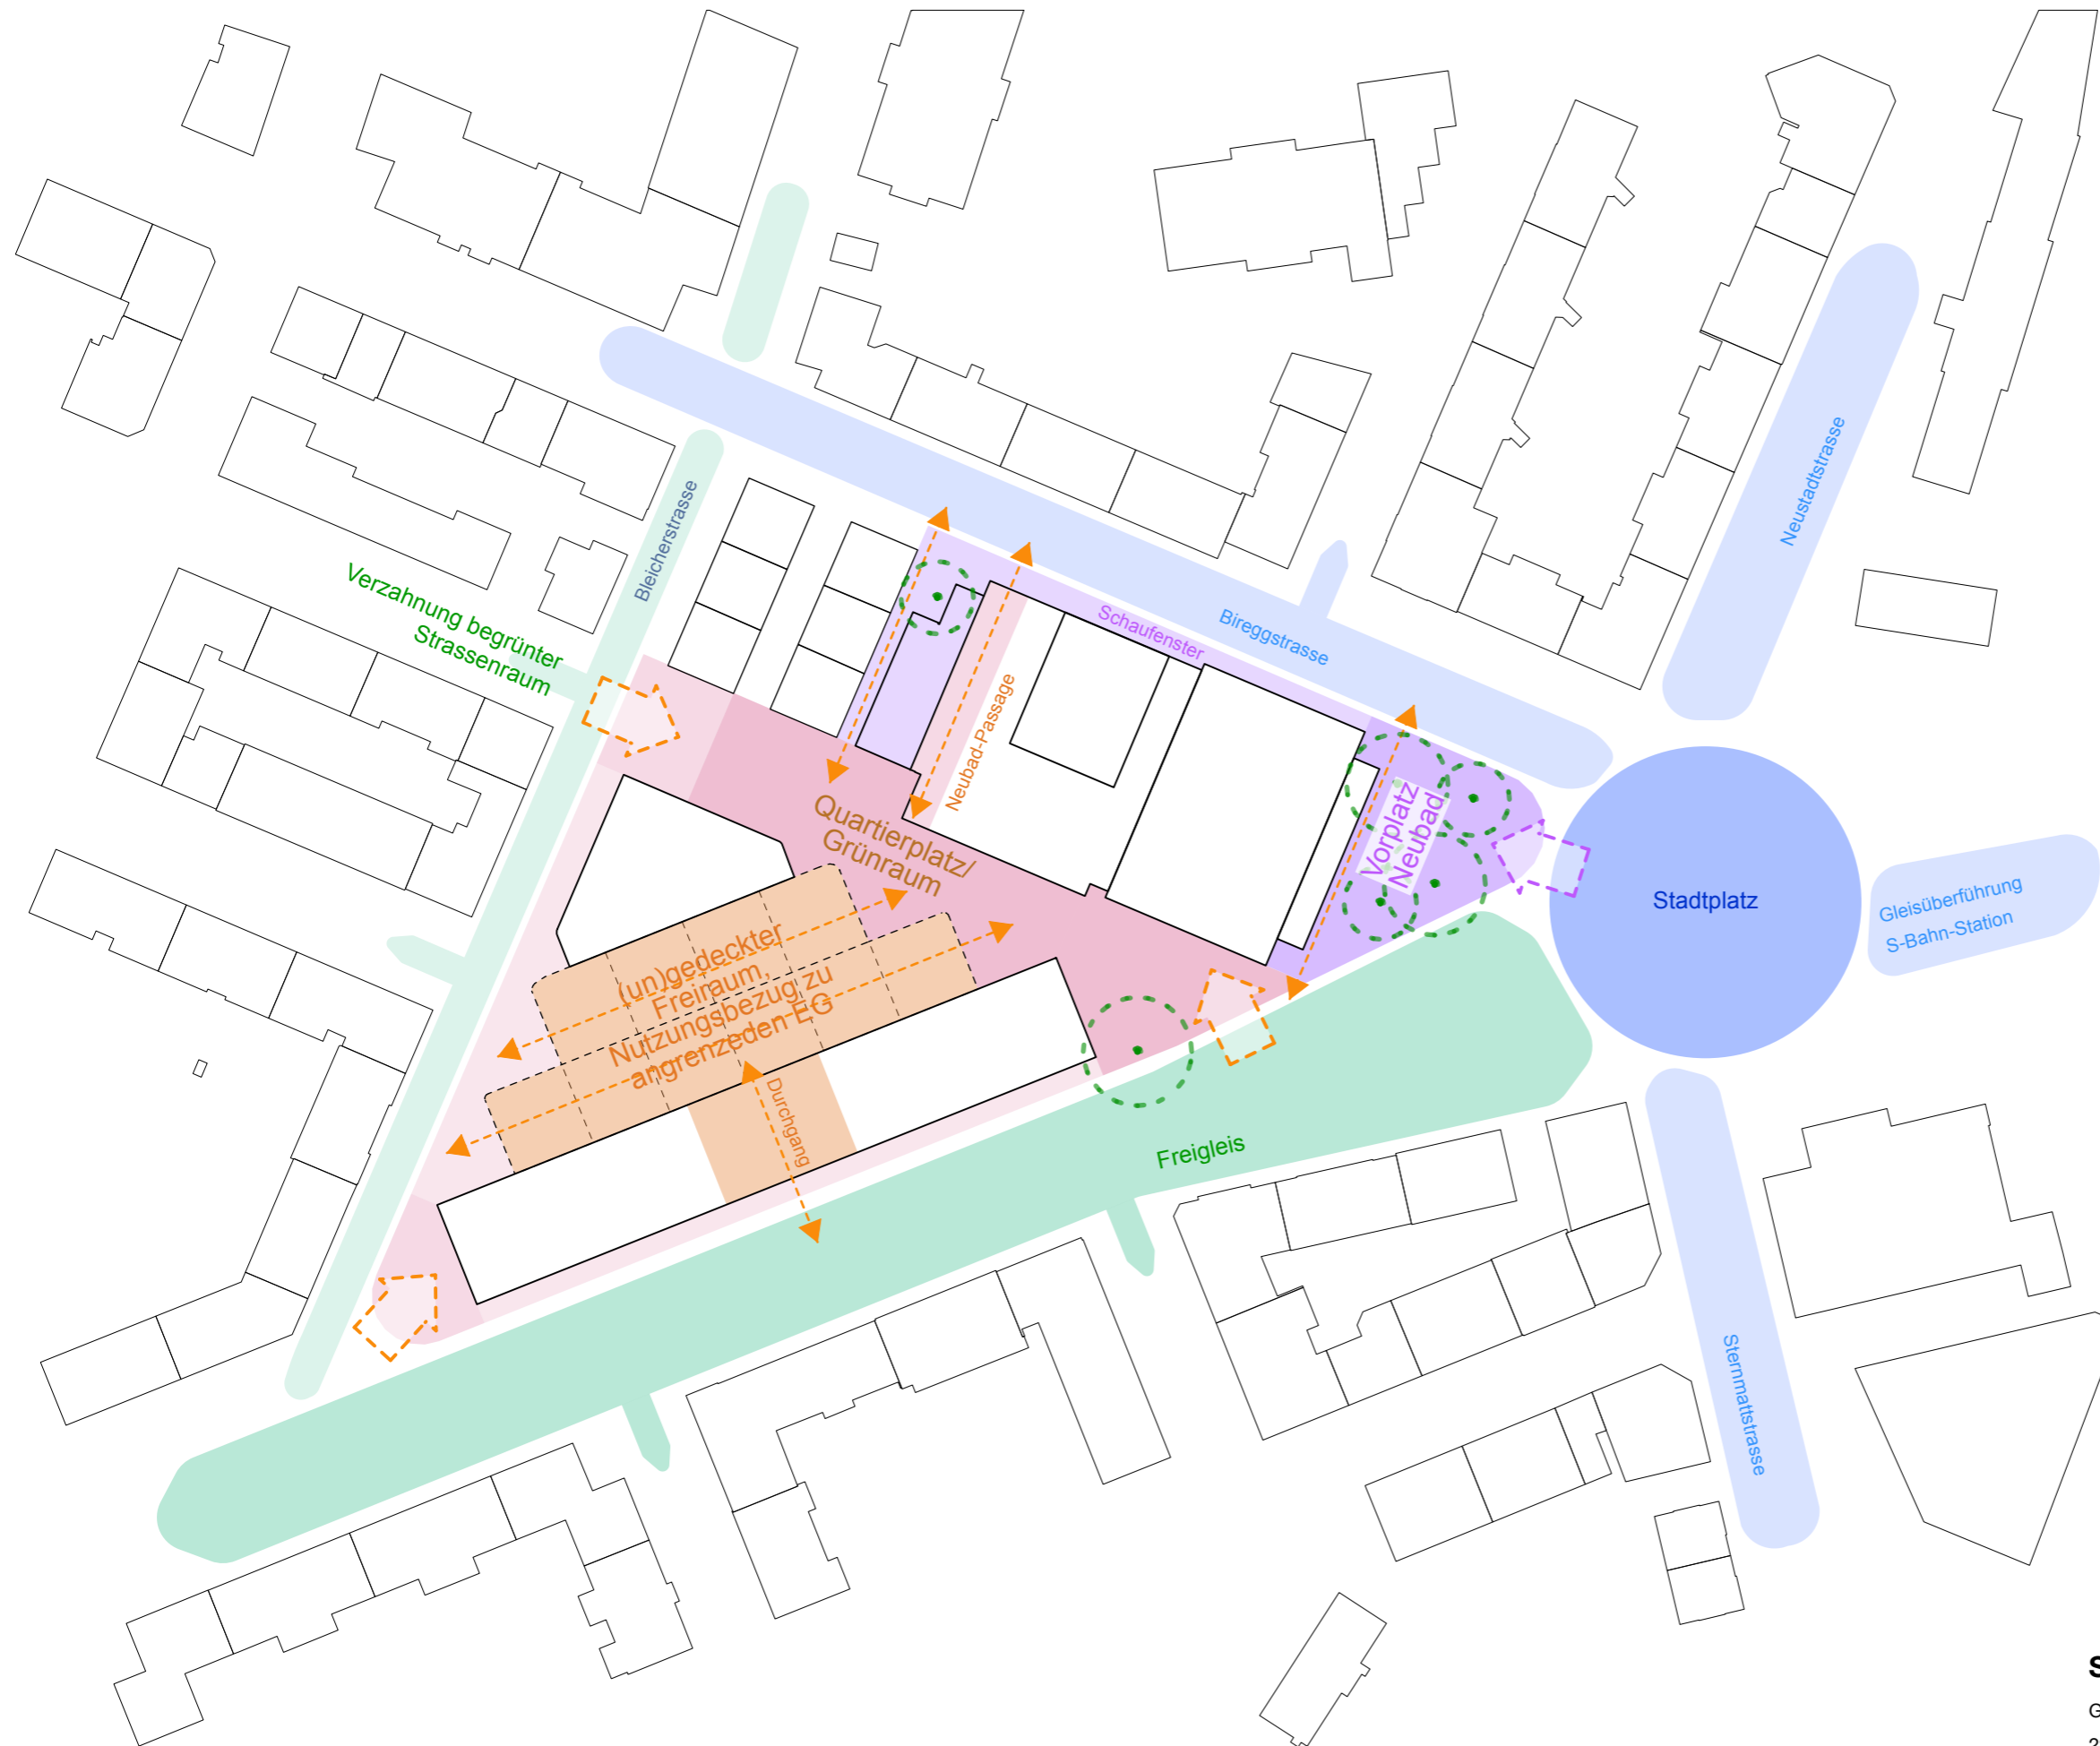 Neustadtstrasse
Bleicherstrasse
Verzahnung begrünter
Strassenraum
Schaufenster
Bireggstrasse
Neubad-Passage
Quartierplatz/
Grünraum
Vorplatz
Neubad
Stadtplatz
Gleisüberführung
S-Bahn-Station
(un)gedeckter
Freiraum,
Nutzungsbezug zu
angrenzeden EG
Durchgang
Freigleis
Sternmattstrasse